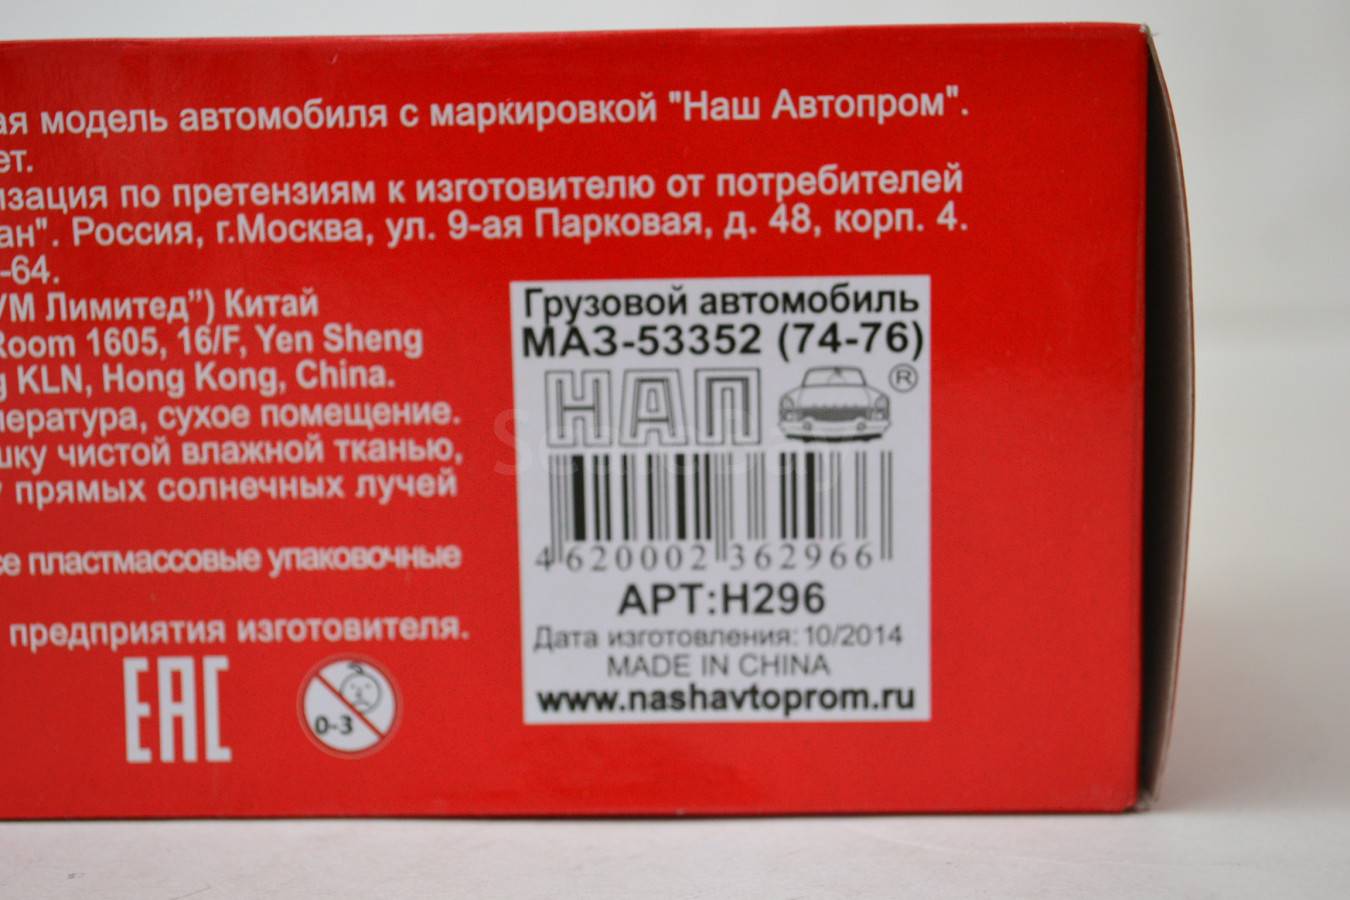 ая модель автомобиля с маркировкой "Наш Автопром".
ет.
изация по претензиям к изготовителю от потребителей
ан". Россия, г.Москва, ул. 9-ая Парковая, д. 48, корп. 4.
-64.
УМ Лимитед”) Китай
Room 1605, 16/F, Yen Sheng
g KLN, Hong Kong, China.
пература, сухое помещение.
шку чистой влажной тканью,
у прямых солнечных лучей
се пластмассовые упаковочные
предприятия изготовителя.
EAC
0-3
Грузовой автомобиль
МАЗ-53352 (74-76)
НАП ®
4 620002 362966
АРТ:Н296
Дата изготовления: 10/2014
MADE IN CHINA
www.nashavtoprom.ru